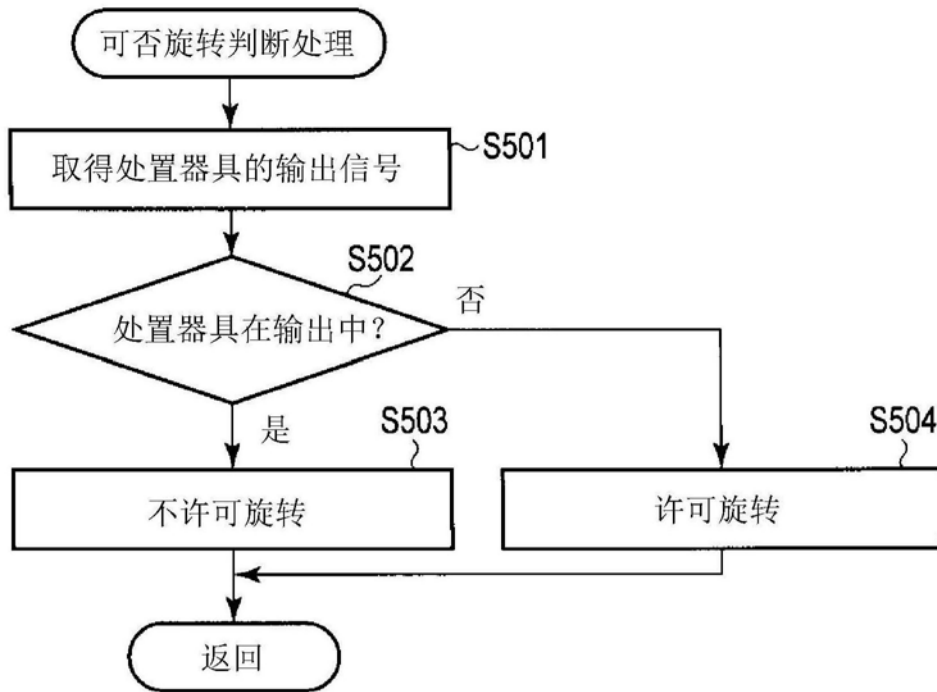 可否旋转判断处理
S501
取得处置器具的输出信号
S502
处置器具在输出中?
否
是
S503
不许可旋转
S504
许可旋转
返回